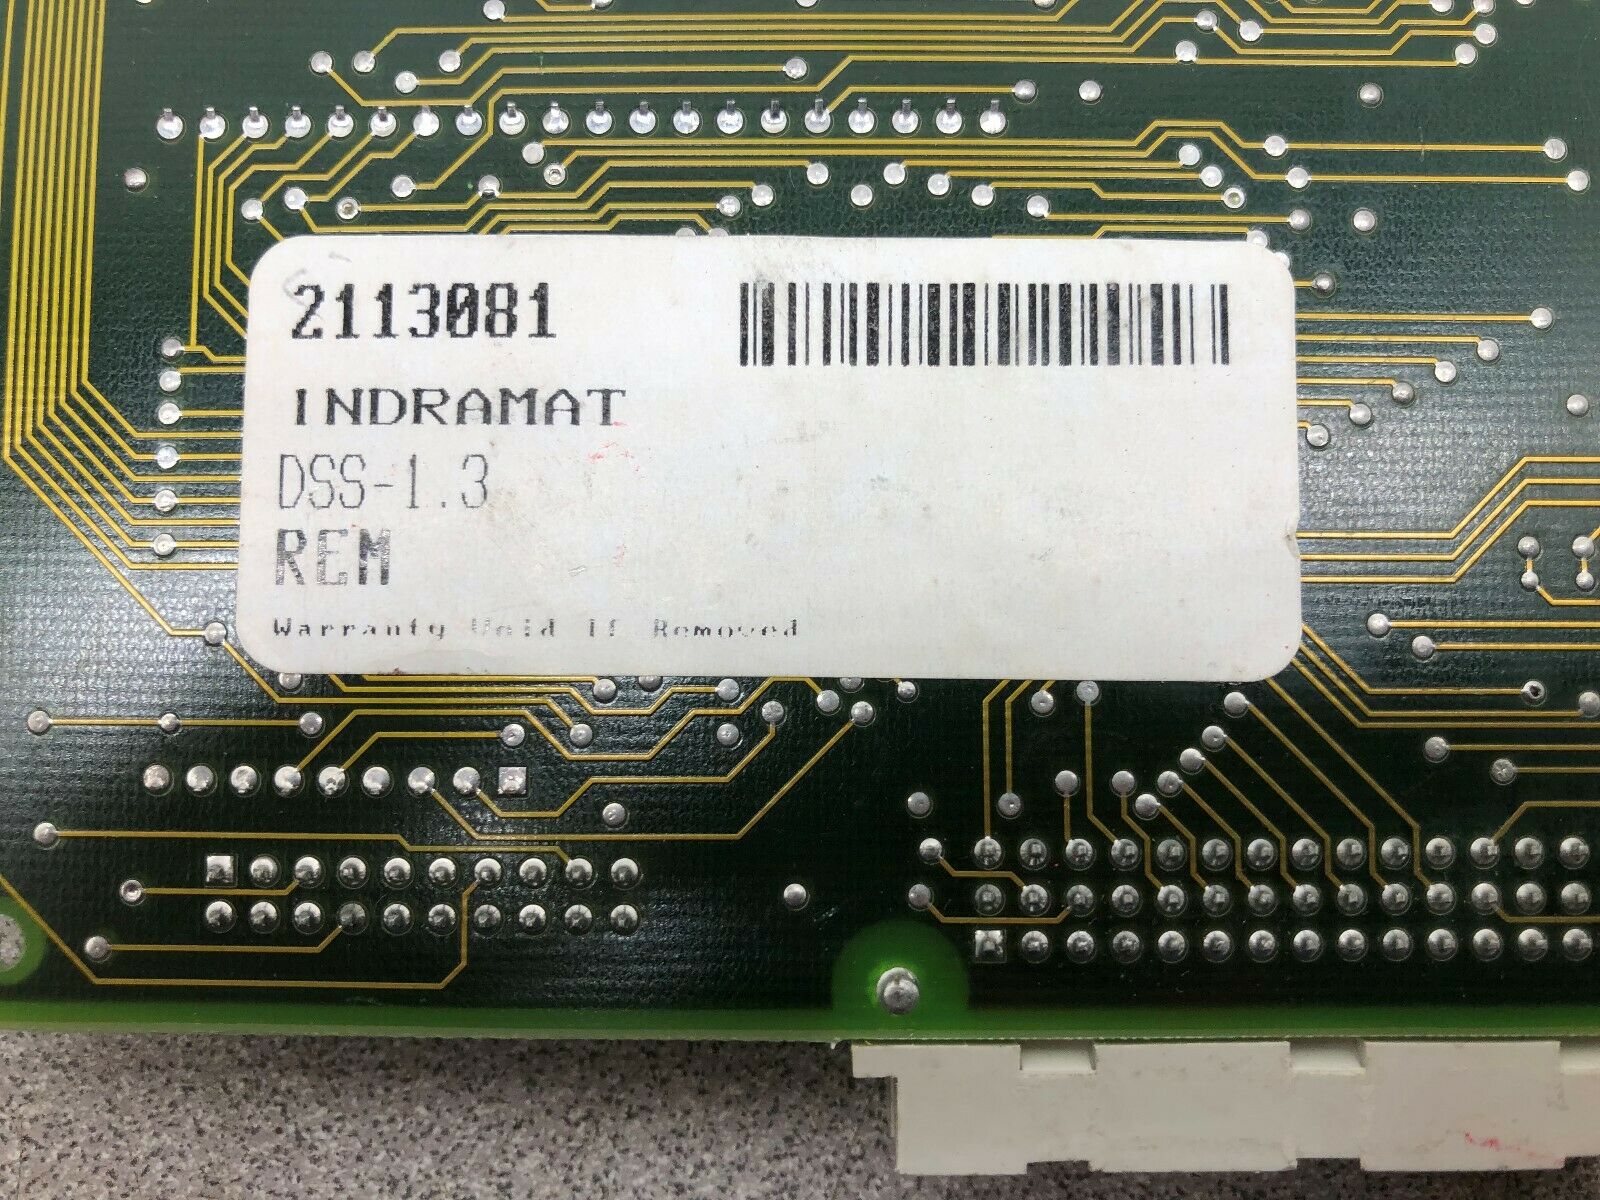 2113081
INDRAMAT
DSS-1.3
REM
Warranty Void if Removed